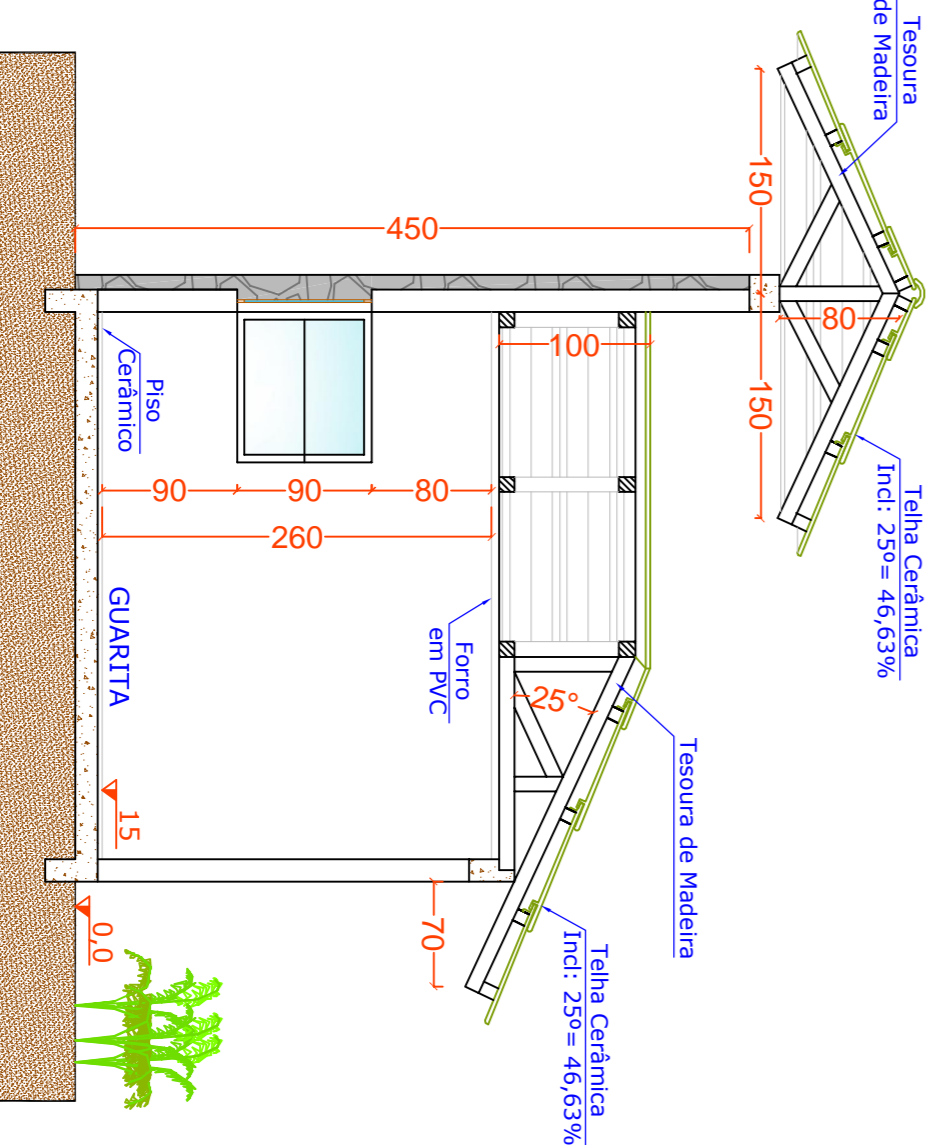 Tesoura
de Madeira
150
150
80
Telha Cerâmica
Incl: 25º= 46,63%
450
100
Piso
Cerâmico
90
90
80
260
GUARITA
Forro
em PVC
25°
Tesoura de Madeira
15
70
0,0
Telha Cerâmica
Incl: 25º= 46,63%